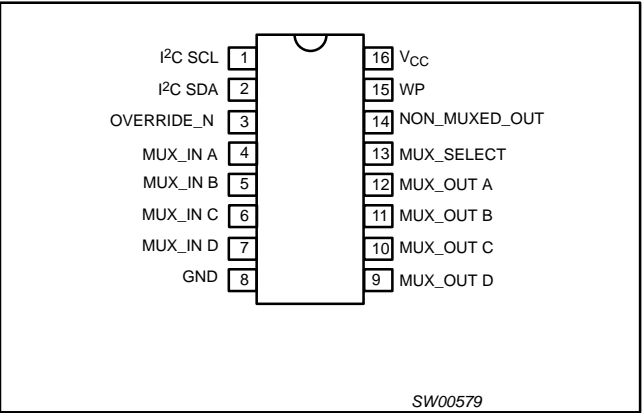 I²C SCL 1 16 VCC
I²C SDA 2 15 WP
OVERRIDE_N 3 14 NON_MUXED_OUT
MUX_IN A 4 13 MUX_SELECT
MUX_IN B 5 12 MUX_OUT A
MUX_IN C 6 11 MUX_OUT B
MUX_IN D 7 10 MUX_OUT C
GND 8 9 MUX_OUT D
SW00579